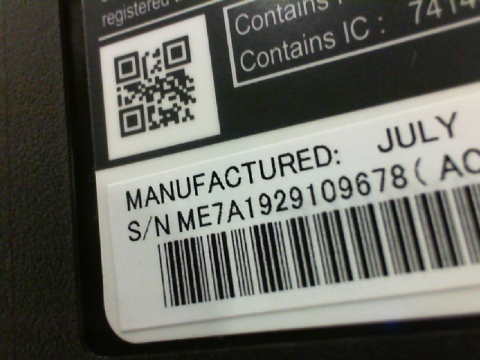 registered
Contains
Contains IC : 7414
MANUFACTURED: JULY
S/N ME7A1929109678( AC